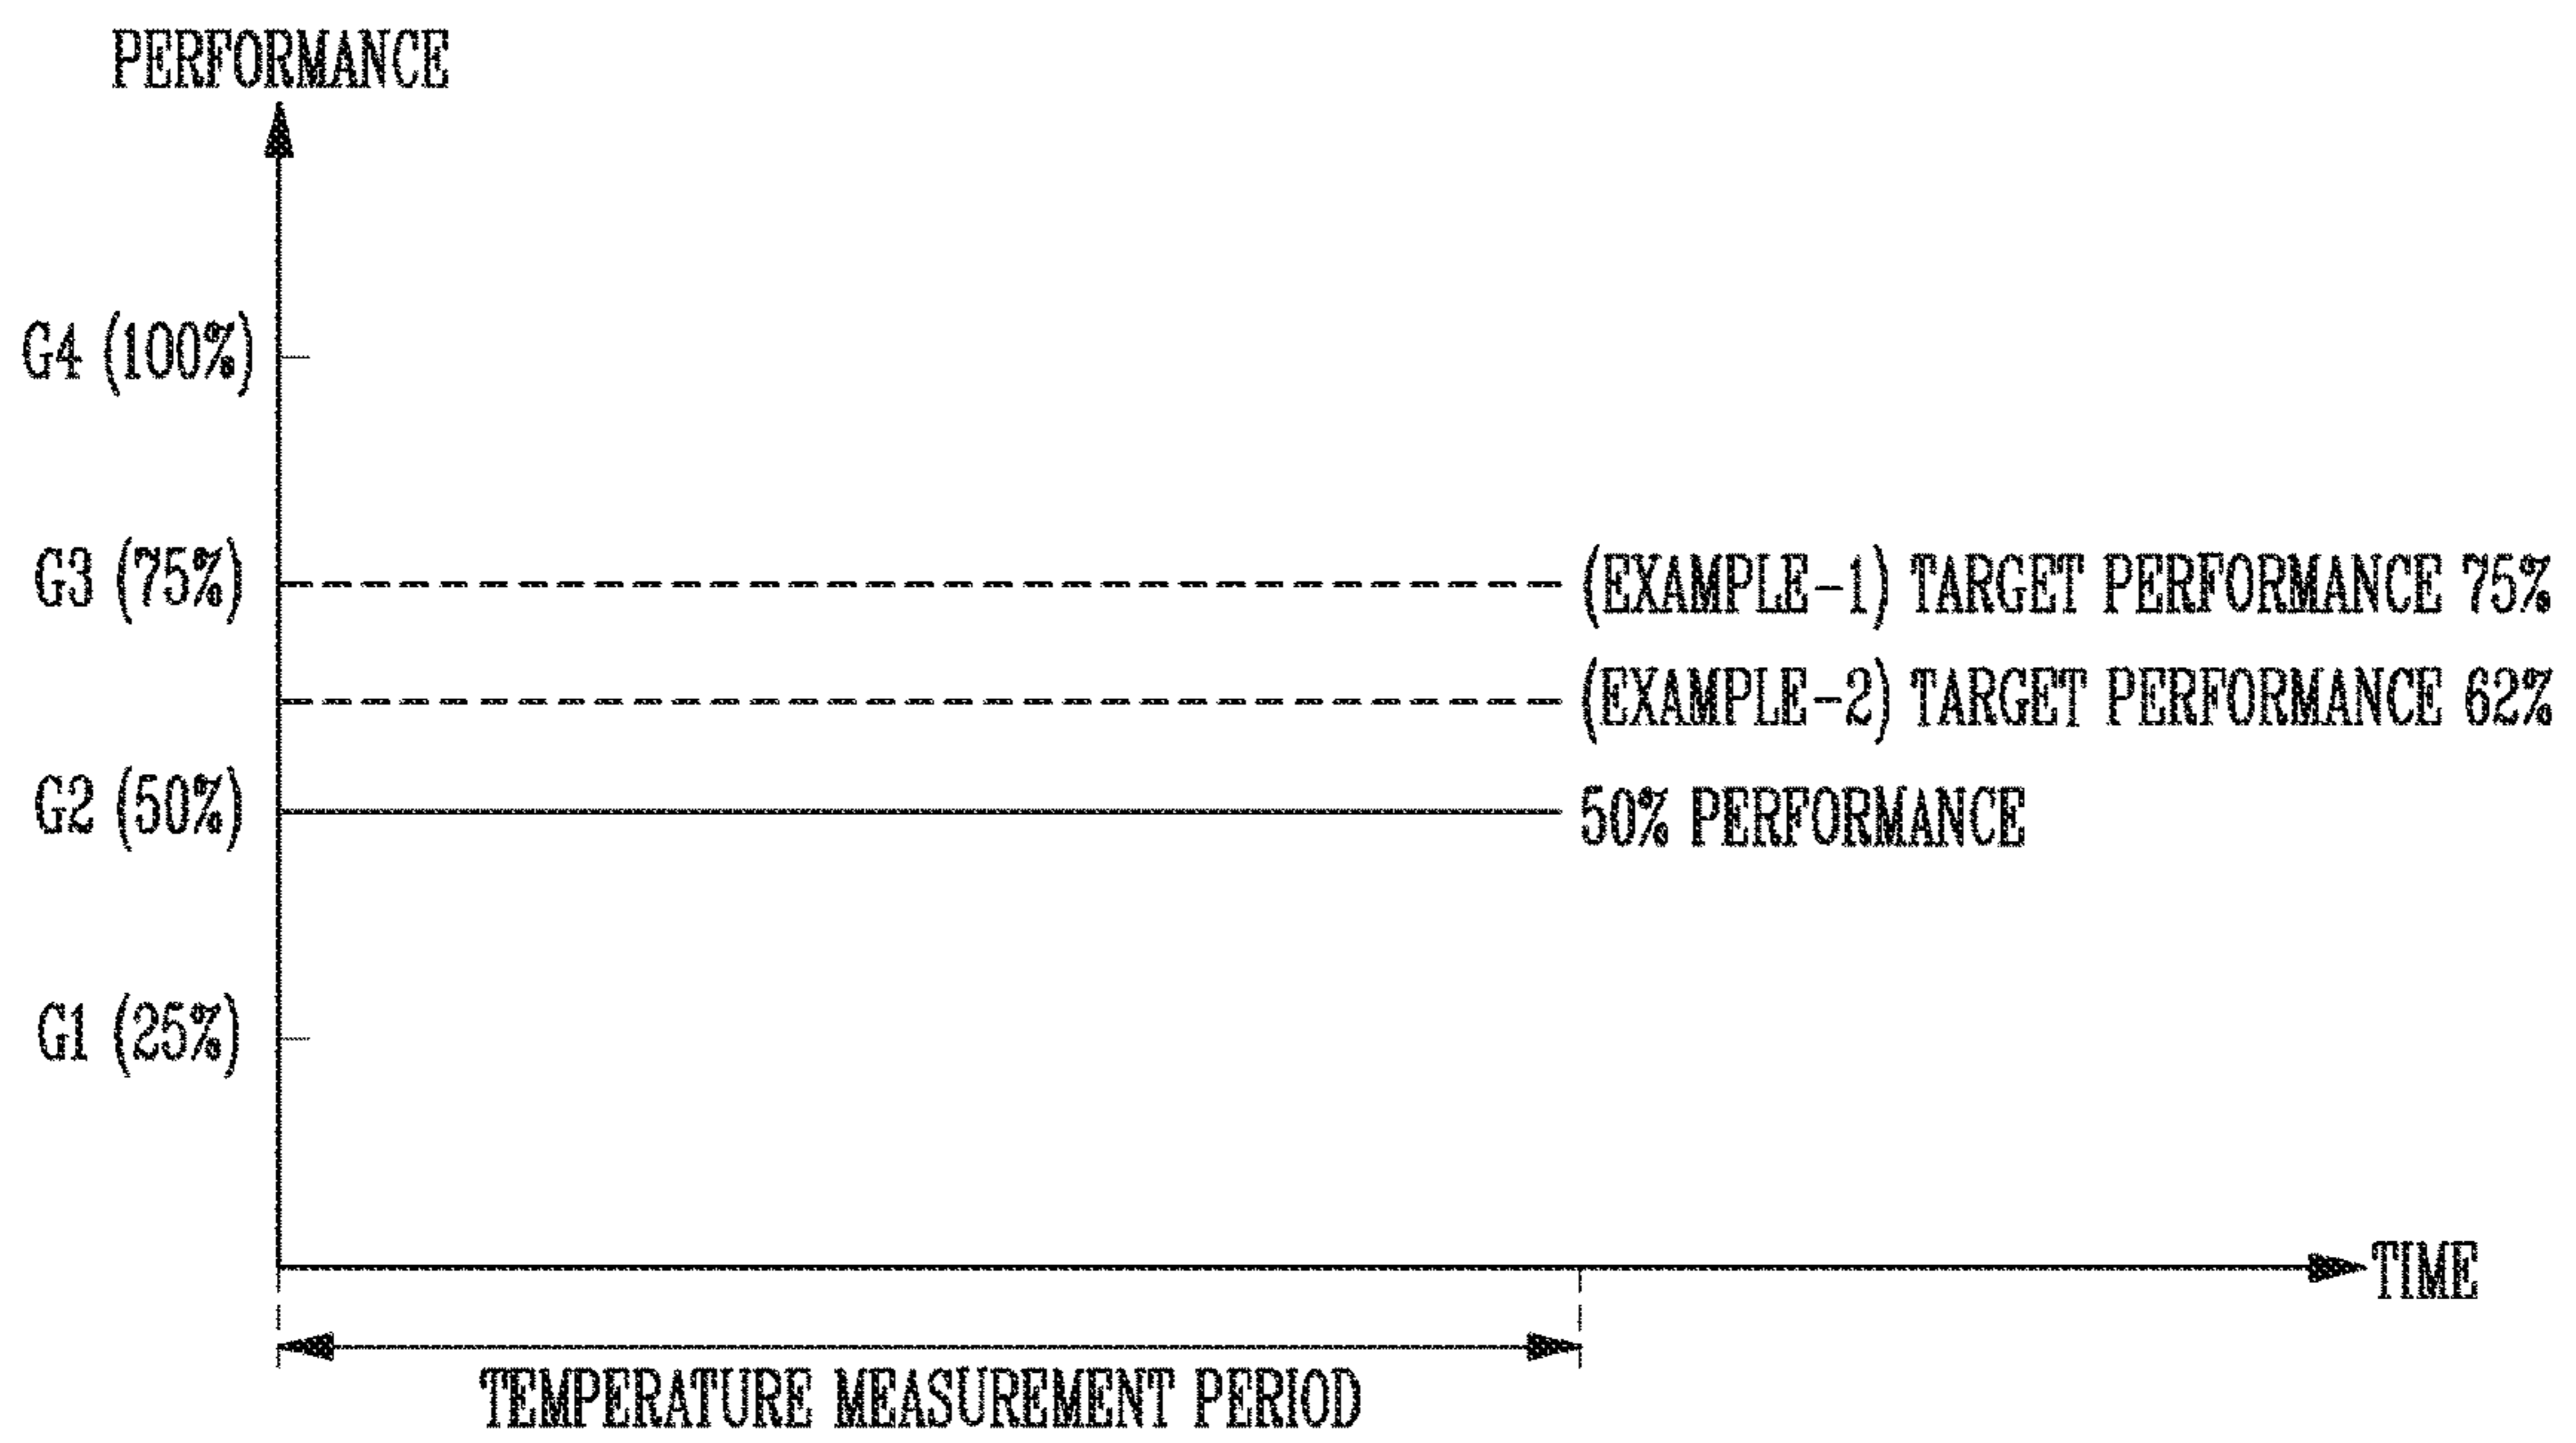 PERFORMANCE
G4 (100%)
G3 (75%)
(EXAMPLE-1) TARGET PERFORMANCE 75%
(EXAMPLE-2) TARGET PERFORMANCE 62%
G2 (50%)
50% PERFORMANCE
G1 (25%)
TIME
TEMPERATURE MEASUREMENT PERIOD